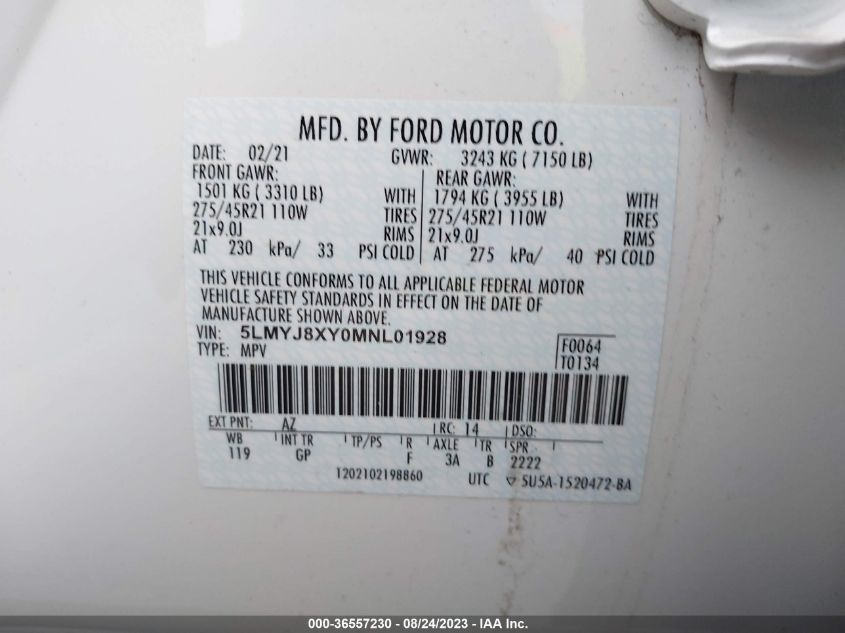 MFD. BY FORD MOTOR CO.
DATE: 02/21 GVWR: 3243 KG ( 7150 LB)
FRONT GAWR: REAR GAWR:
1501 KG ( 3310 LB) WITH 1794 KG ( 3955 LB) WITH
275/45R21 110W TIRES 275/45R21 110W TIRES
21x9.0J RIMS 21x9.0J RIMS
AT 230 kPa/ 33 PSI COLD AT 275 kPa/ 40 PSI COLD
THIS VEHICLE CONFORMS TO ALL APPLICABLE FEDERAL MOTOR
VEHICLE SAFETY STANDARDS IN EFFECT ON THE DATE OF
MANUFACTURE SHOWN ABOVE.
VIN: 5LMYJ8XY0MNL01928 F0064
TYPE: MPV T0134
EXT PNT: AZ RC: 14 DSO:
WB INT TR TP/PS R AXLE TR SPR
119 GP F 3A B 2222
1202102198860 UTC ▽ SU5A-1520472-BA
000-36557230 - 08/24/2023 - IAA Inc.